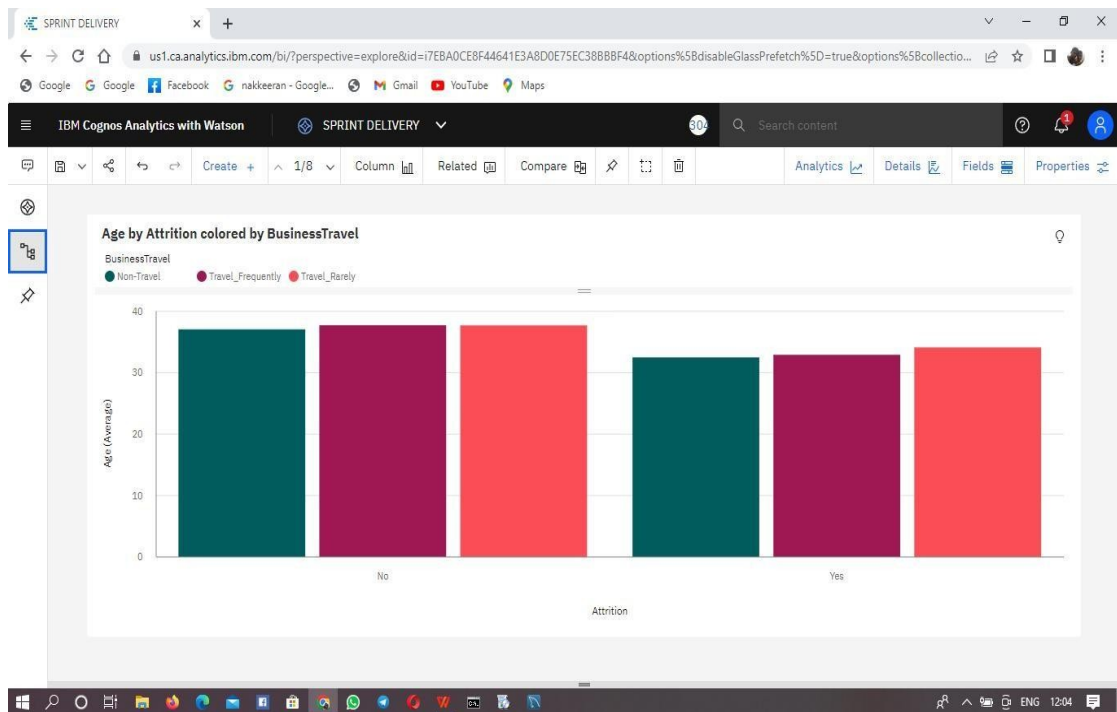 SPRINT DELIVERY
us1.ca.analytics.ibm.com/bi/?perspective=explore&id=i7EBA0CE8F44641E3A8D0E75EC38BBBF4&options%5BdisableGlassPrefetch%5D=true&options%5Bcollectio...
Google Google Facebook nakkeeran - Google... Gmail YouTube Maps
IBM Cognos Analytics with Watson SPRINT DELIVERY 304 Search content 1
Create + 1/8 Column Related Compare Analytics Details Fields Properties
Age by Attrition colored by BusinessTravel
BusinessTravel
Non-Travel Travel_Frequently Travel_Rarely
40
30
20
10
0
Age (Average)
No Yes
Attrition
ENG 12:04